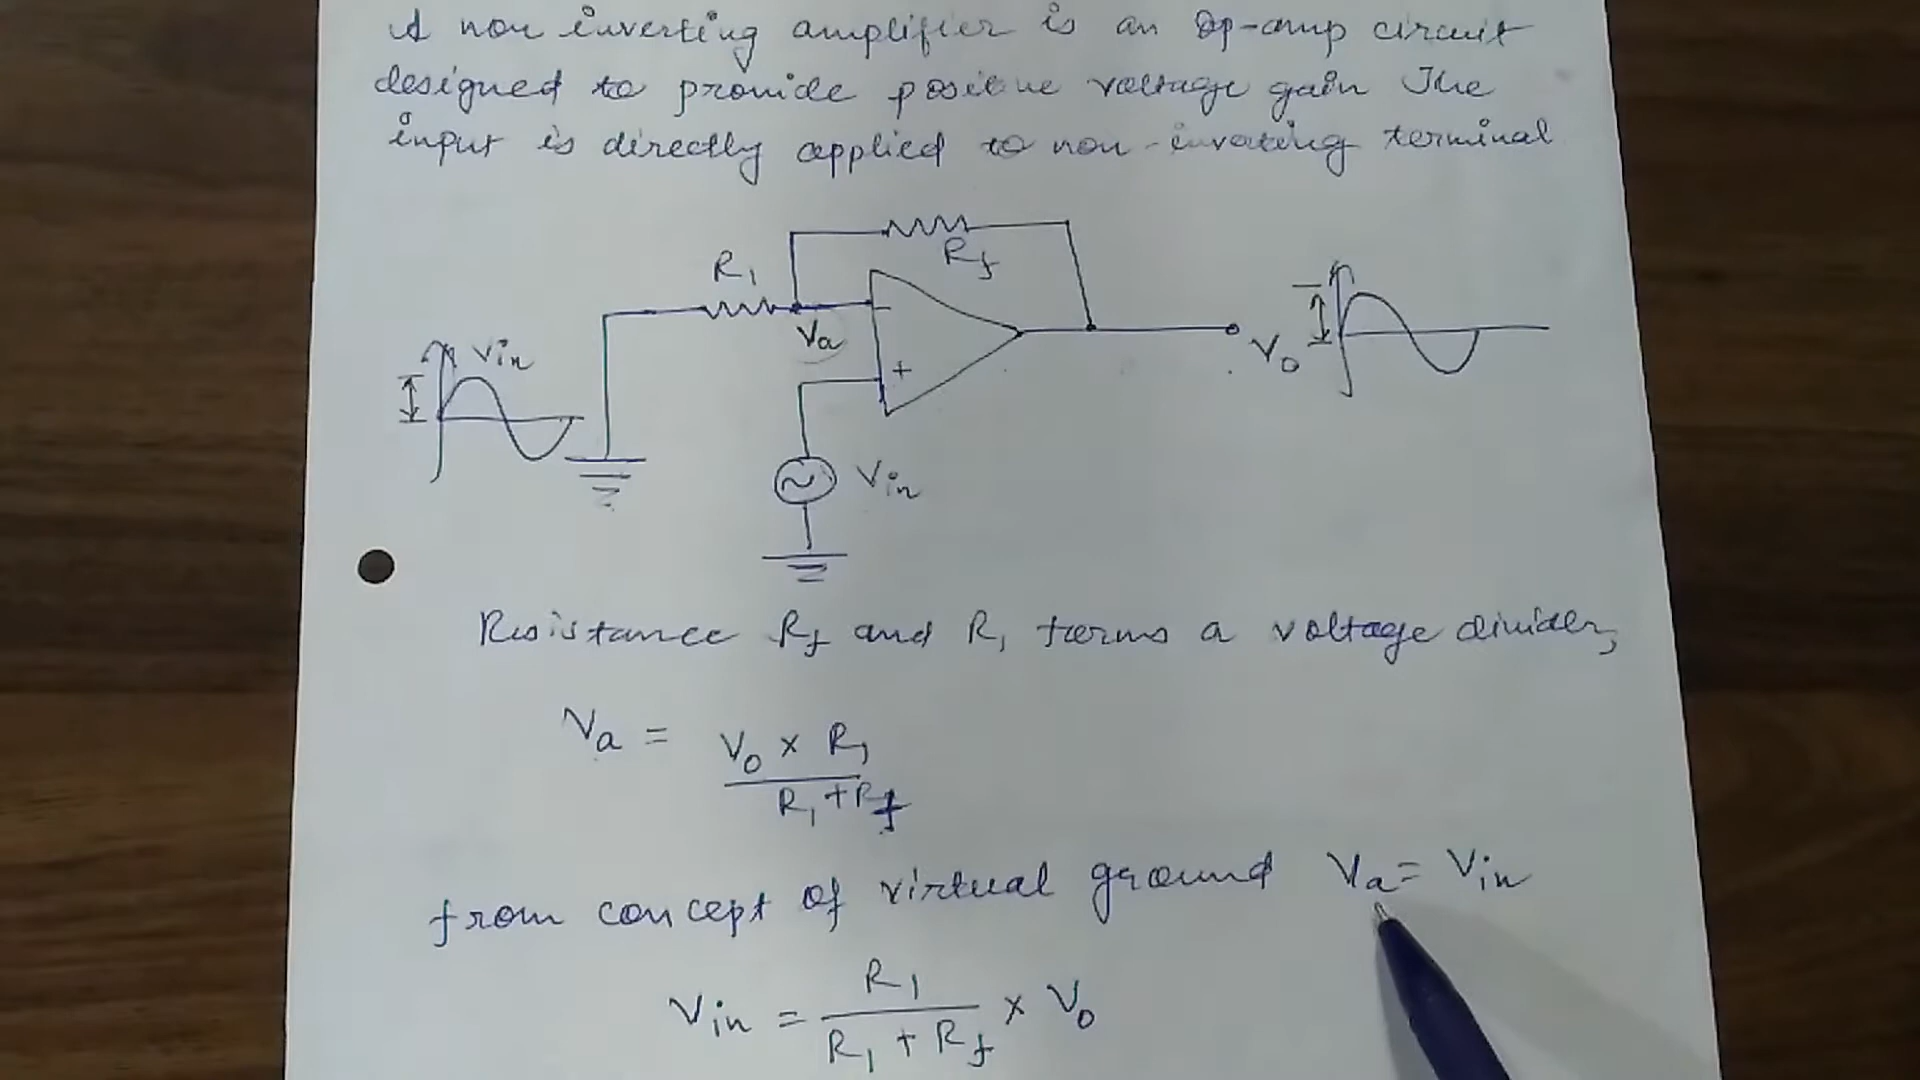 A non inverting amplifier is an Op-amp circuit
designed to provide positive voltage gain The
input is directly applied to non-inverting terminal
Rf
R1
Va
Vin
-
+
Vo
Vin
Resistance Rf and R1 forms a voltage divider,
Va = Vo × R1
R1 + Rf
from concept of virtual ground Va = Vin
Vin = R1 × Vo
R1 + Rf